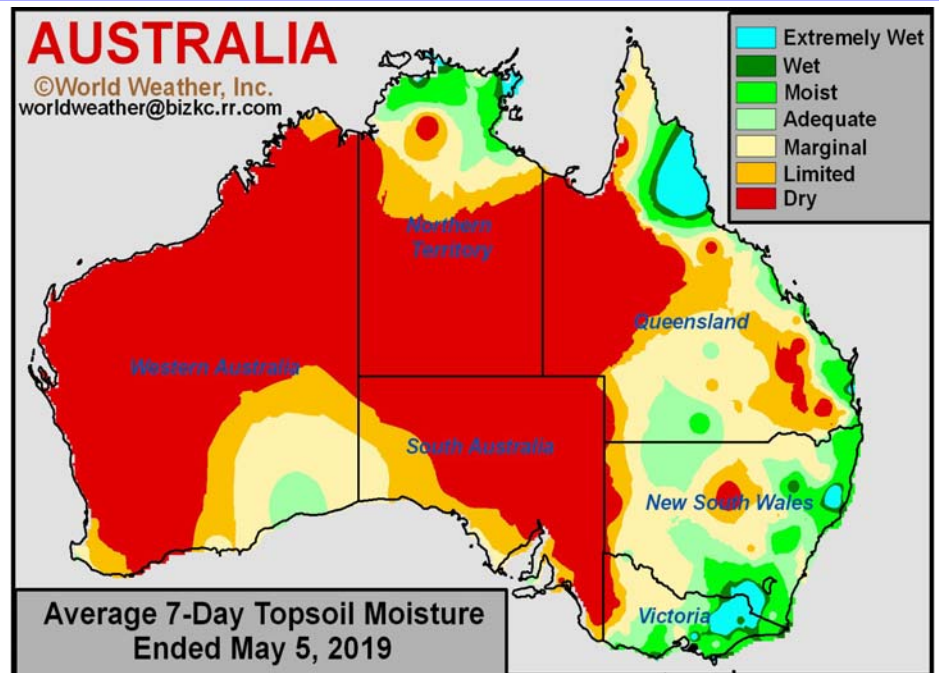 AUSTRALIA
©World Weather, Inc.
worldweather@bizkc.rr.com
Extremely Wet
Wet
Moist
Adequate
Marginal
Limited
Dry
Northern
Territory
Queensland
Western Australia
South Australia
New South Wales
Victoria
Average 7-Day Topsoil Moisture
Ended May 5, 2019